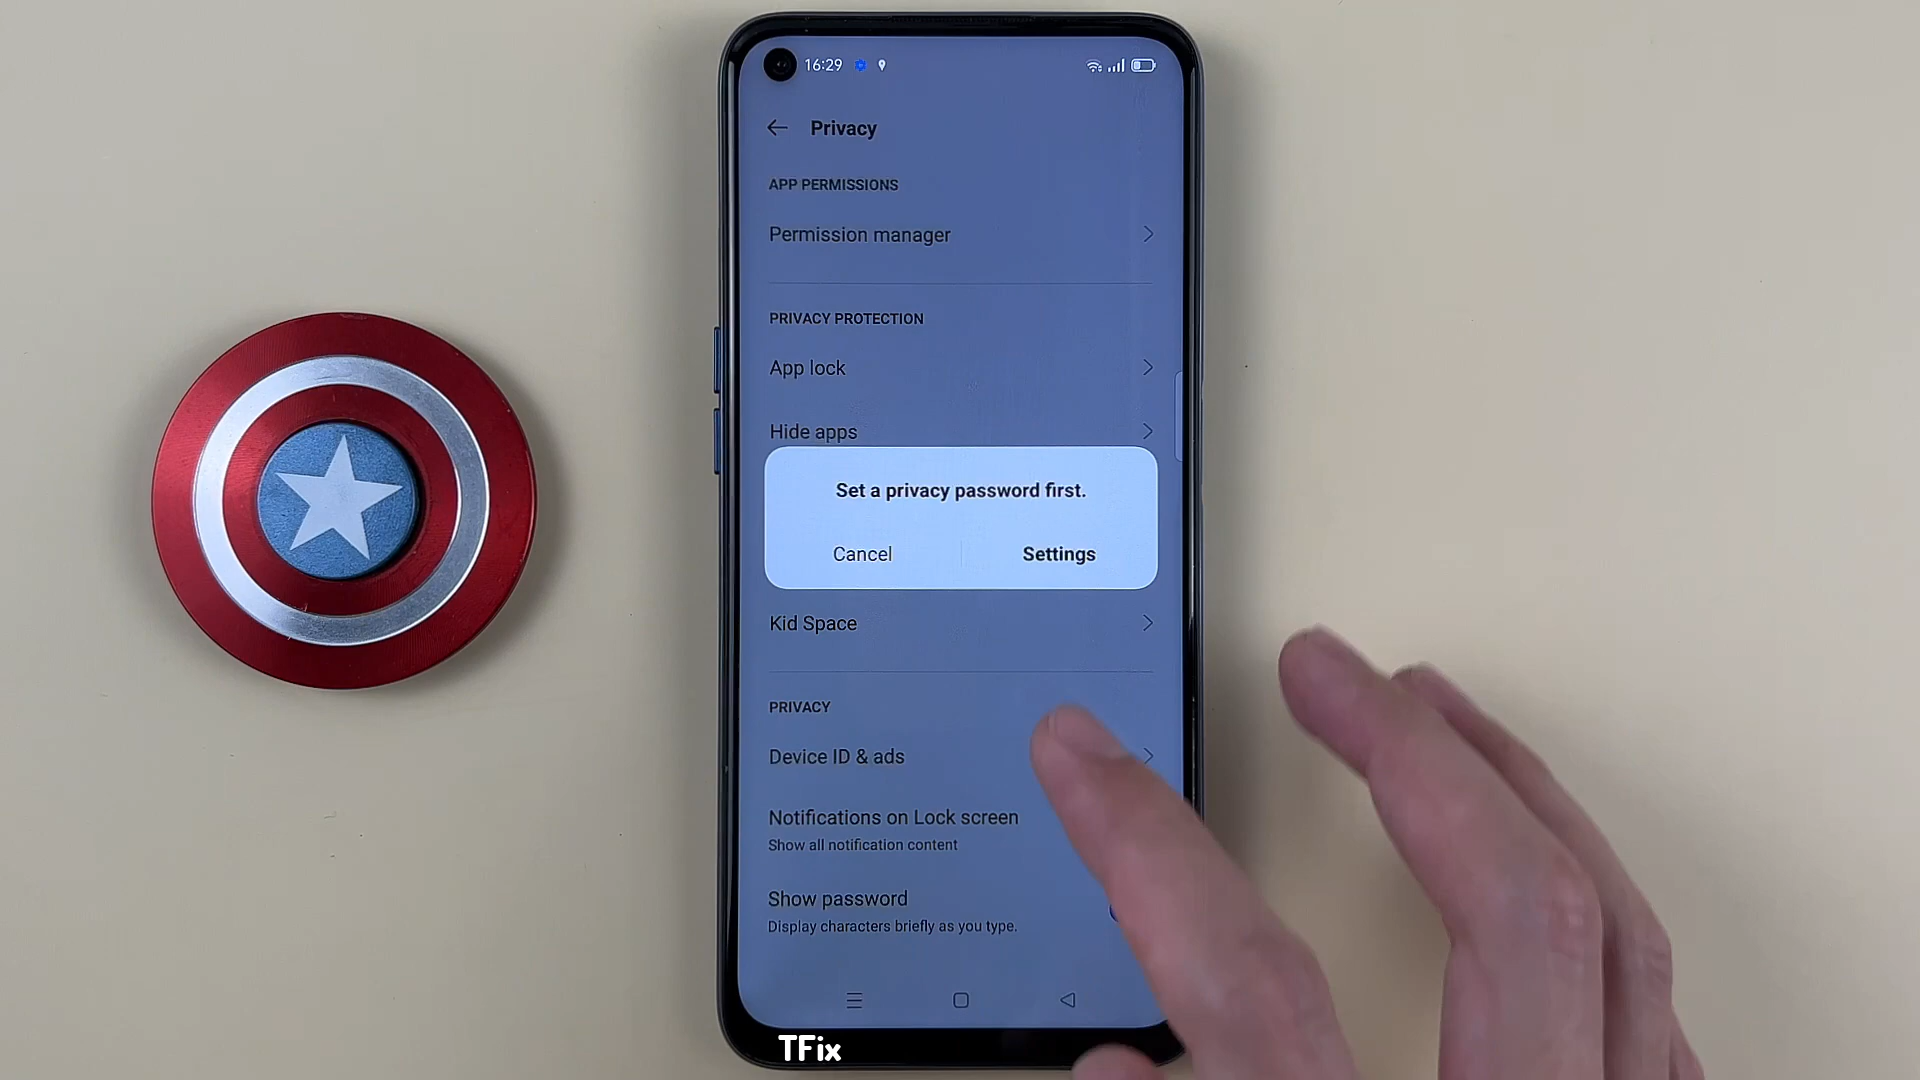 16:29
Privacy
APP PERMISSIONS
Permission manager
PRIVACY PROTECTION
App lock
Hide apps
Set a privacy password first.
Cancel
Settings
Kid Space
PRIVACY
Device ID & ads
Notifications on Lock screen
Show all notification content
Show password
Display characters briefly as you type.
TFix